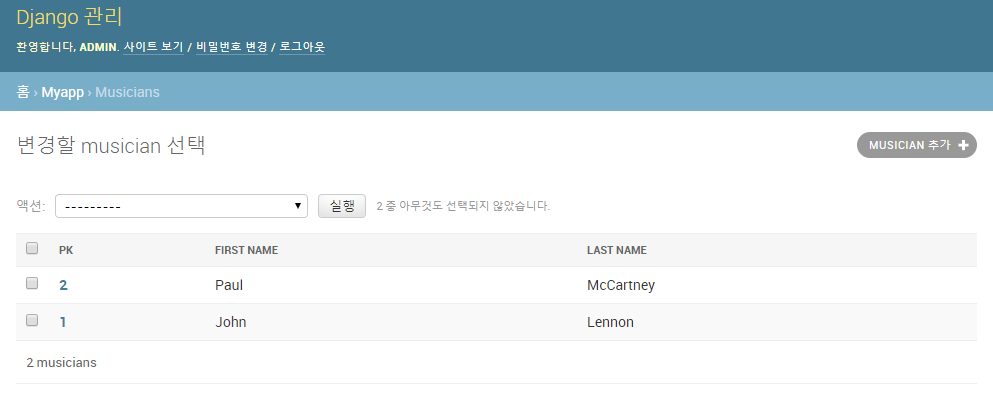 Django 관리
환영합니다, ADMIN. 사이트 보기 / 비밀번호 변경 / 로그아웃
홈 › Myapp › Musicians
변경할 musician 선택
MUSICIAN 추가 +
액션: --------- 실행 2 중 아무것도 선택되지 않았습니다.
PK FIRST NAME LAST NAME
2 Paul McCartney
1 John Lennon
2 musicians